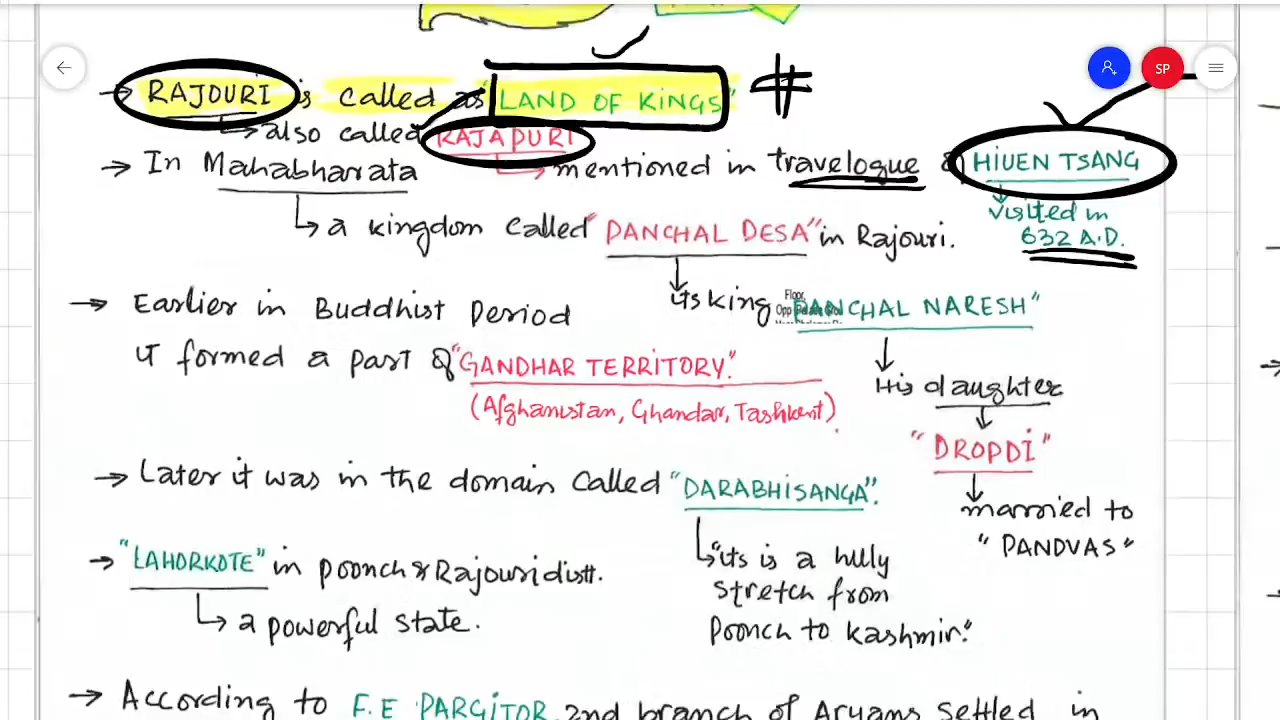 SP
→ RAJOURI is called as "LAND OF KINGS" #
↳ also called RAJAPURI
→ In Mahabharata
↳ mentioned in travelogue of HIUEN TSANG
↳ visited in
632 A.D.
↳ a kingdom called "PANCHAL DESA" in Rajouri.
its king PANCHAL NARESH"
Floor,
→ Earlier in Buddhist Period
it formed a part of "GANDHAR TERRITORY."
(Afghanistan, Ghandar, Tashkent)
His daughter
"DROPDI"
married to
"PANDVAS"
→ Later it was in the domain called "DARABHISANGA".
↳ "its is a hilly
stretch from
Poonch to Kashmir."
→ "LAHORKOTE" in poonch & Rajouri distt.
↳ a powerful state.
→ According to F.E PARGITOR, 2nd branch of Aryans settled in